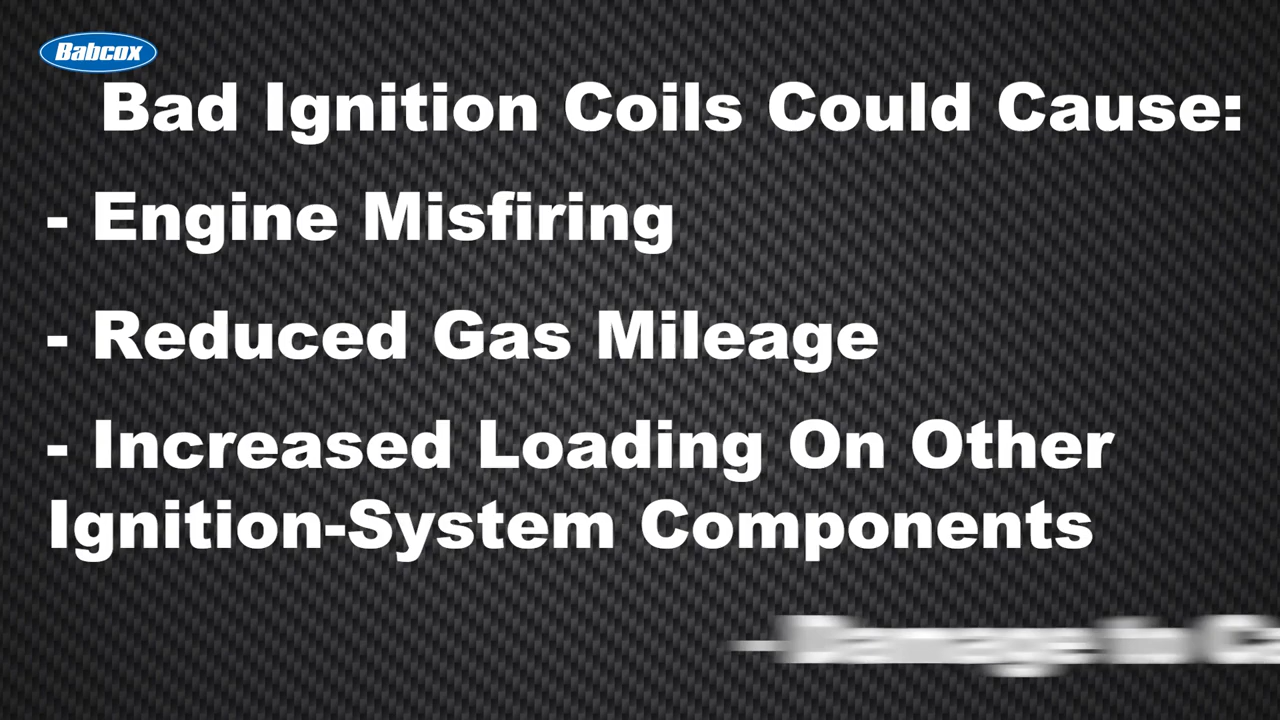 Babcox
Bad Ignition Coils Could Cause:
- Engine Misfiring
- Reduced Gas Mileage
- Increased Loading On Other
Ignition-System Components